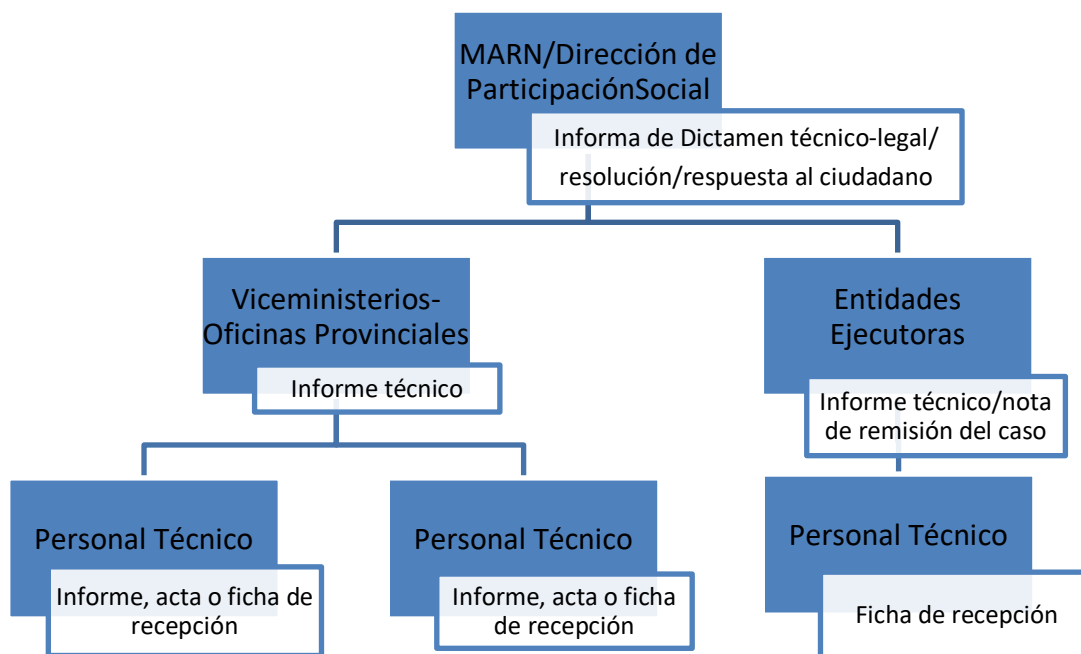 MARN/Dirección de
ParticipaciónSocial
Informa de Dictamen técnico-legal/
resolución/respuesta al ciudadano
Viceministerios-
Oficinas Provinciales
Informe técnico
Entidades
Ejecutoras
Informe técnico/nota
de remisión del caso
Personal Técnico
Informe, acta o ficha de
recepción
Personal Técnico
Informe, acta o ficha
de recepción
Personal Técnico
Ficha de recepción